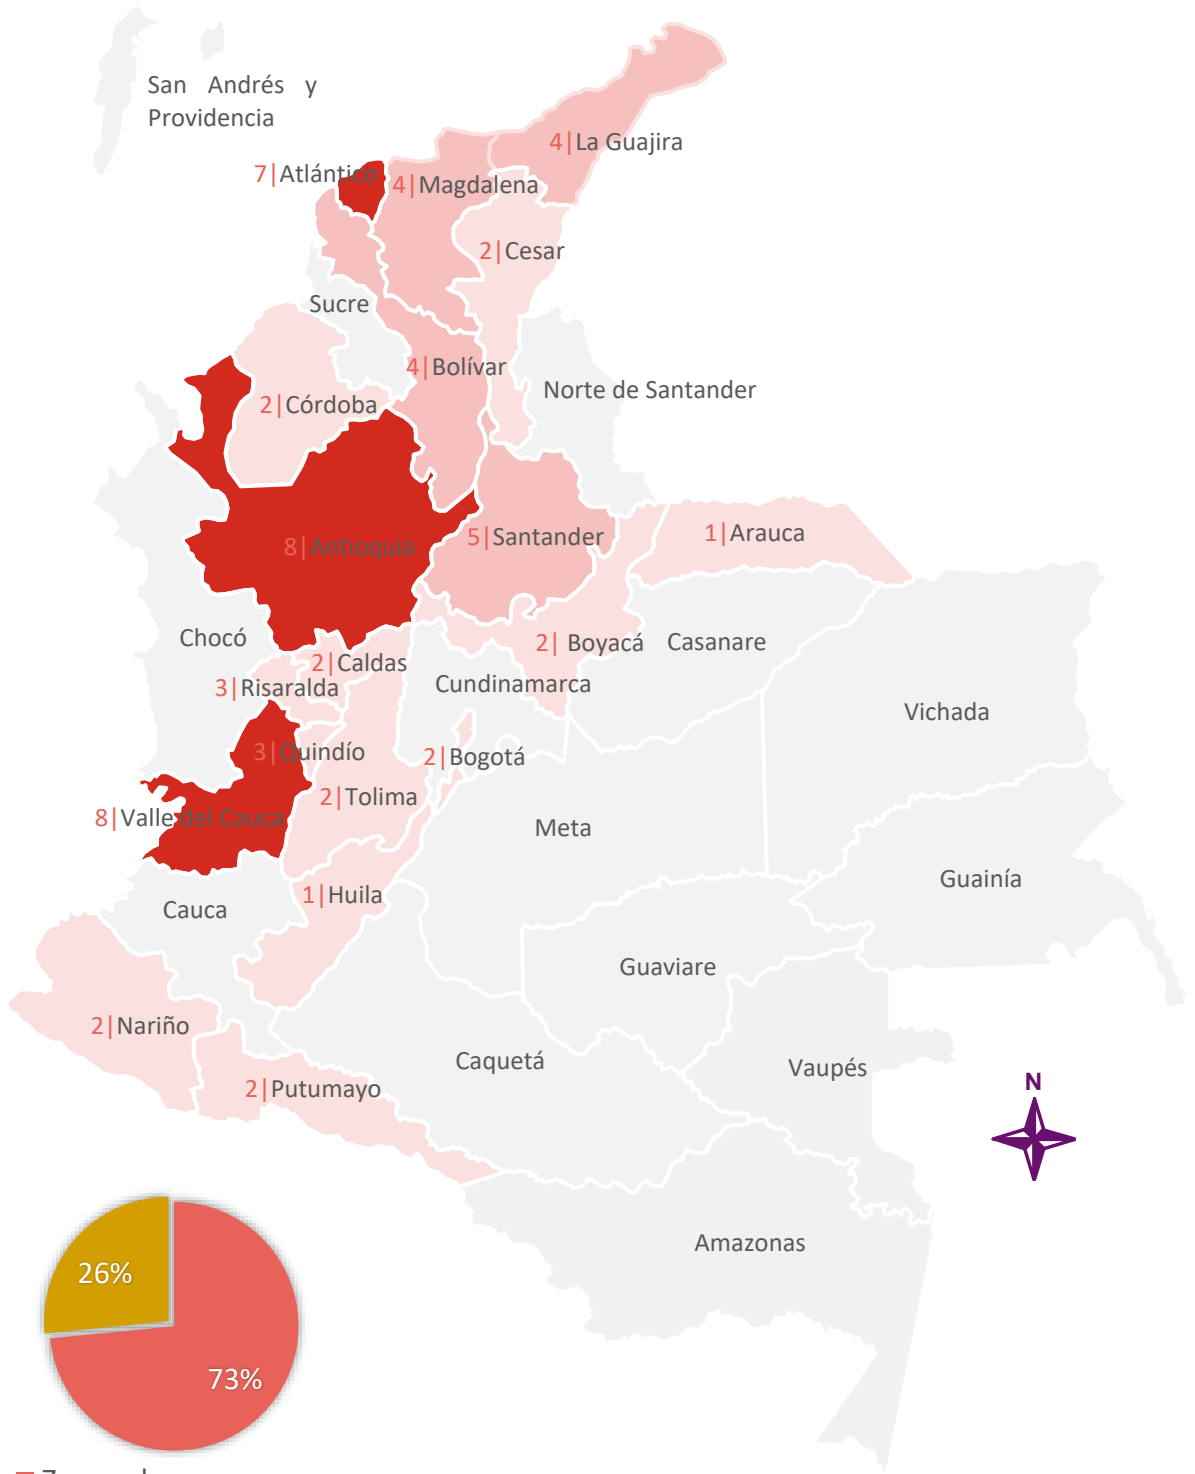 San Andrés y
Providencia
4|La Guajira
7|Atlántico
4|Magdalena
2|Cesar
Sucre
4|Bolívar
Norte de Santander
2|Córdoba
5|Santander
1|Arauca
8|Antioquia
Chocó
2| Boyacá
Casanare
2|Caldas
3|Risaralda
Cundinamarca
Vichada
3|Quindío
2|Bogotá
2|Tolima
8|Valle del Cauca
Meta
Guainía
1|Huila
Cauca
Guaviare
2|Nariño
Caquetá
Vaupés
2|Putumayo
N
Amazonas
26%
73%